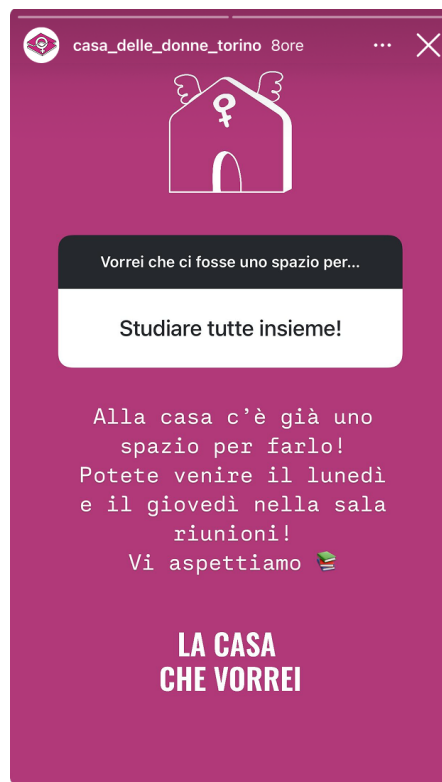 casa_delle_donne_torino 8ore
Vorrei che ci fosse uno spazio per...
Studiare tutte insieme!
Alla casa c'è già uno
spazio per farlo!
Potete venire il lunedì
e il giovedì nella sala
riunioni!
Vi aspettiamo 📚
LA CASA
CHE VORREI